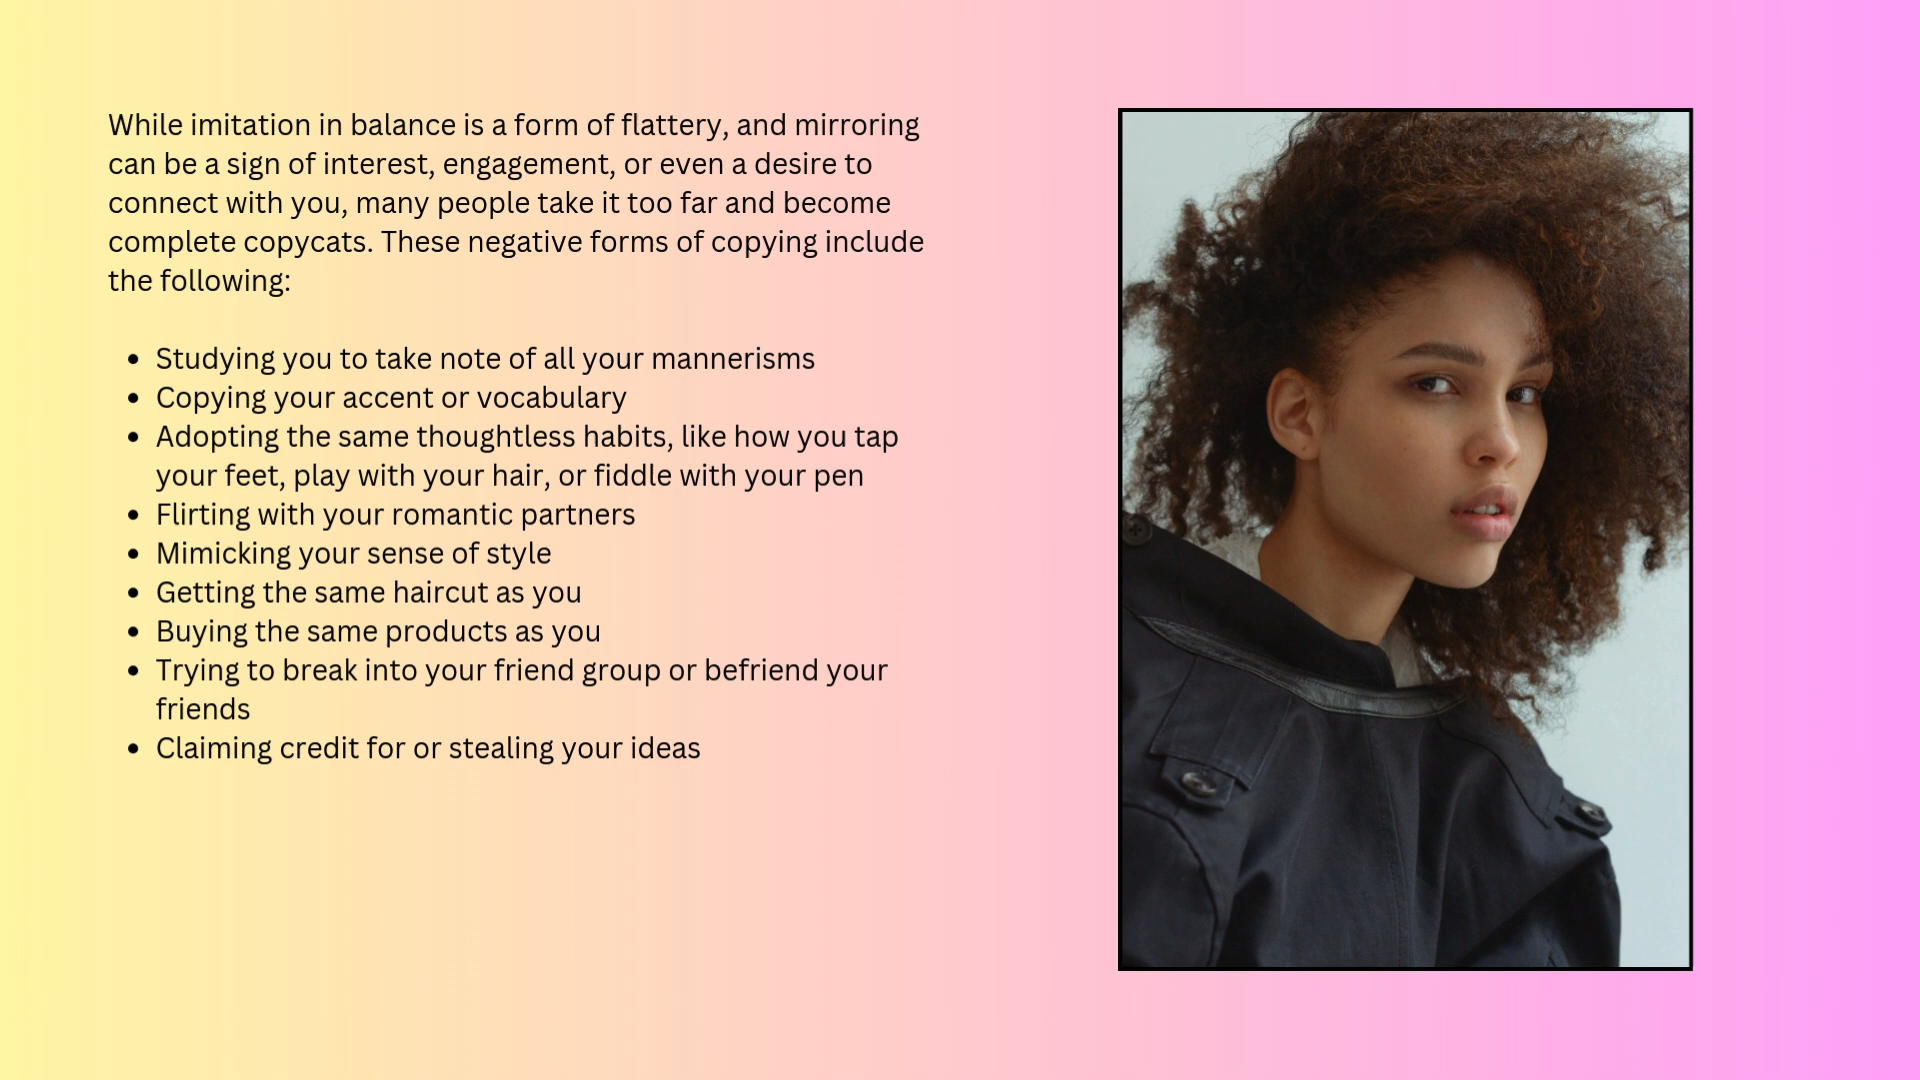 While imitation in balance is a form of flattery, and mirroring
can be a sign of interest, engagement, or even a desire to
connect with you, many people take it too far and become
complete copycats. These negative forms of copying include
the following:
• Studying you to take note of all your mannerisms
• Copying your accent or vocabulary
• Adopting the same thoughtless habits, like how you tap
your feet, play with your hair, or fiddle with your pen
• Flirting with your romantic partners
• Mimicking your sense of style
• Getting the same haircut as you
• Buying the same products as you
• Trying to break into your friend group or befriend your
friends
• Claiming credit for or stealing your ideas